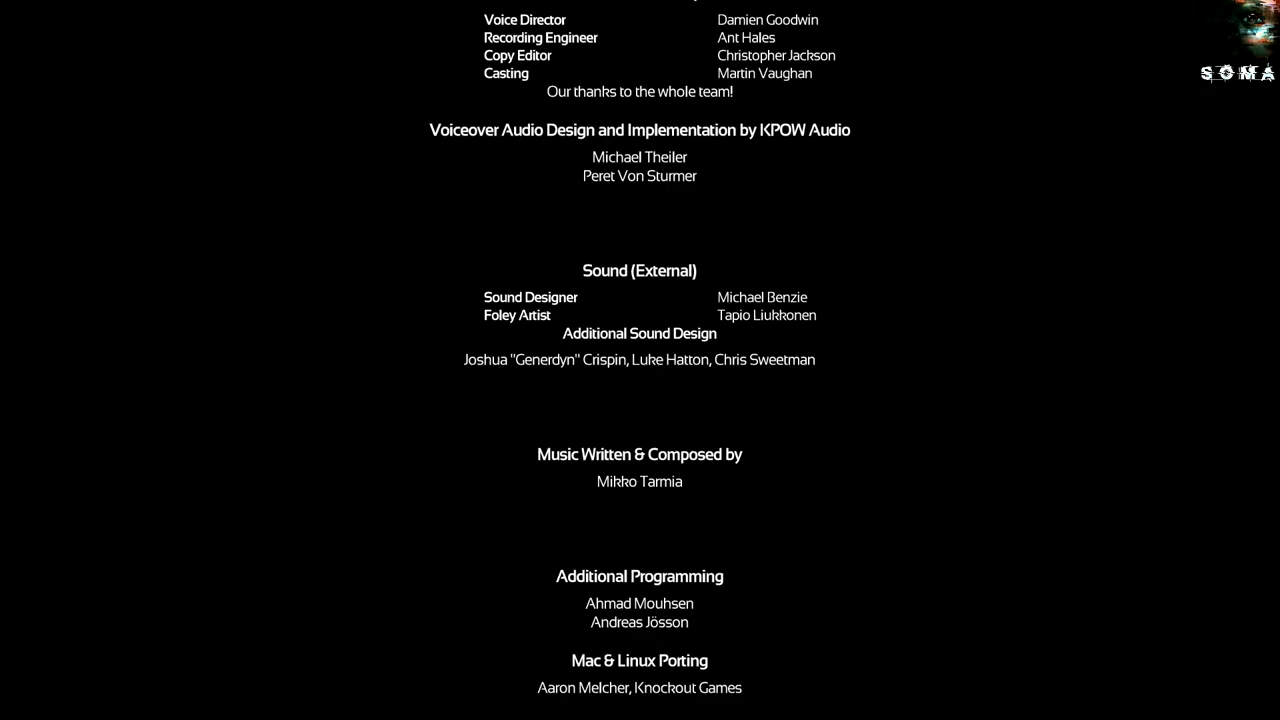 Voice Director Damien Goodwin
Recording Engineer Ant Hales
Copy Editor Christopher Jackson
Casting Martin Vaughan
Our thanks to the whole team!
Voiceover Audio Design and Implementation by KPOW Audio
Michael Theiler
Peret Von Sturmer
Sound (External)
Sound Designer Michael Benzie
Foley Artist Tapio Liukkonen
Additional Sound Design
Joshua "Generdyn" Crispin, Luke Hatton, Chris Sweetman
Music Written & Composed by
Mikko Tarmia
Additional Programming
Ahmad Mouhsen
Andreas Jösson
Mac & Linux Porting
Aaron Melcher, Knockout Games
SOMA